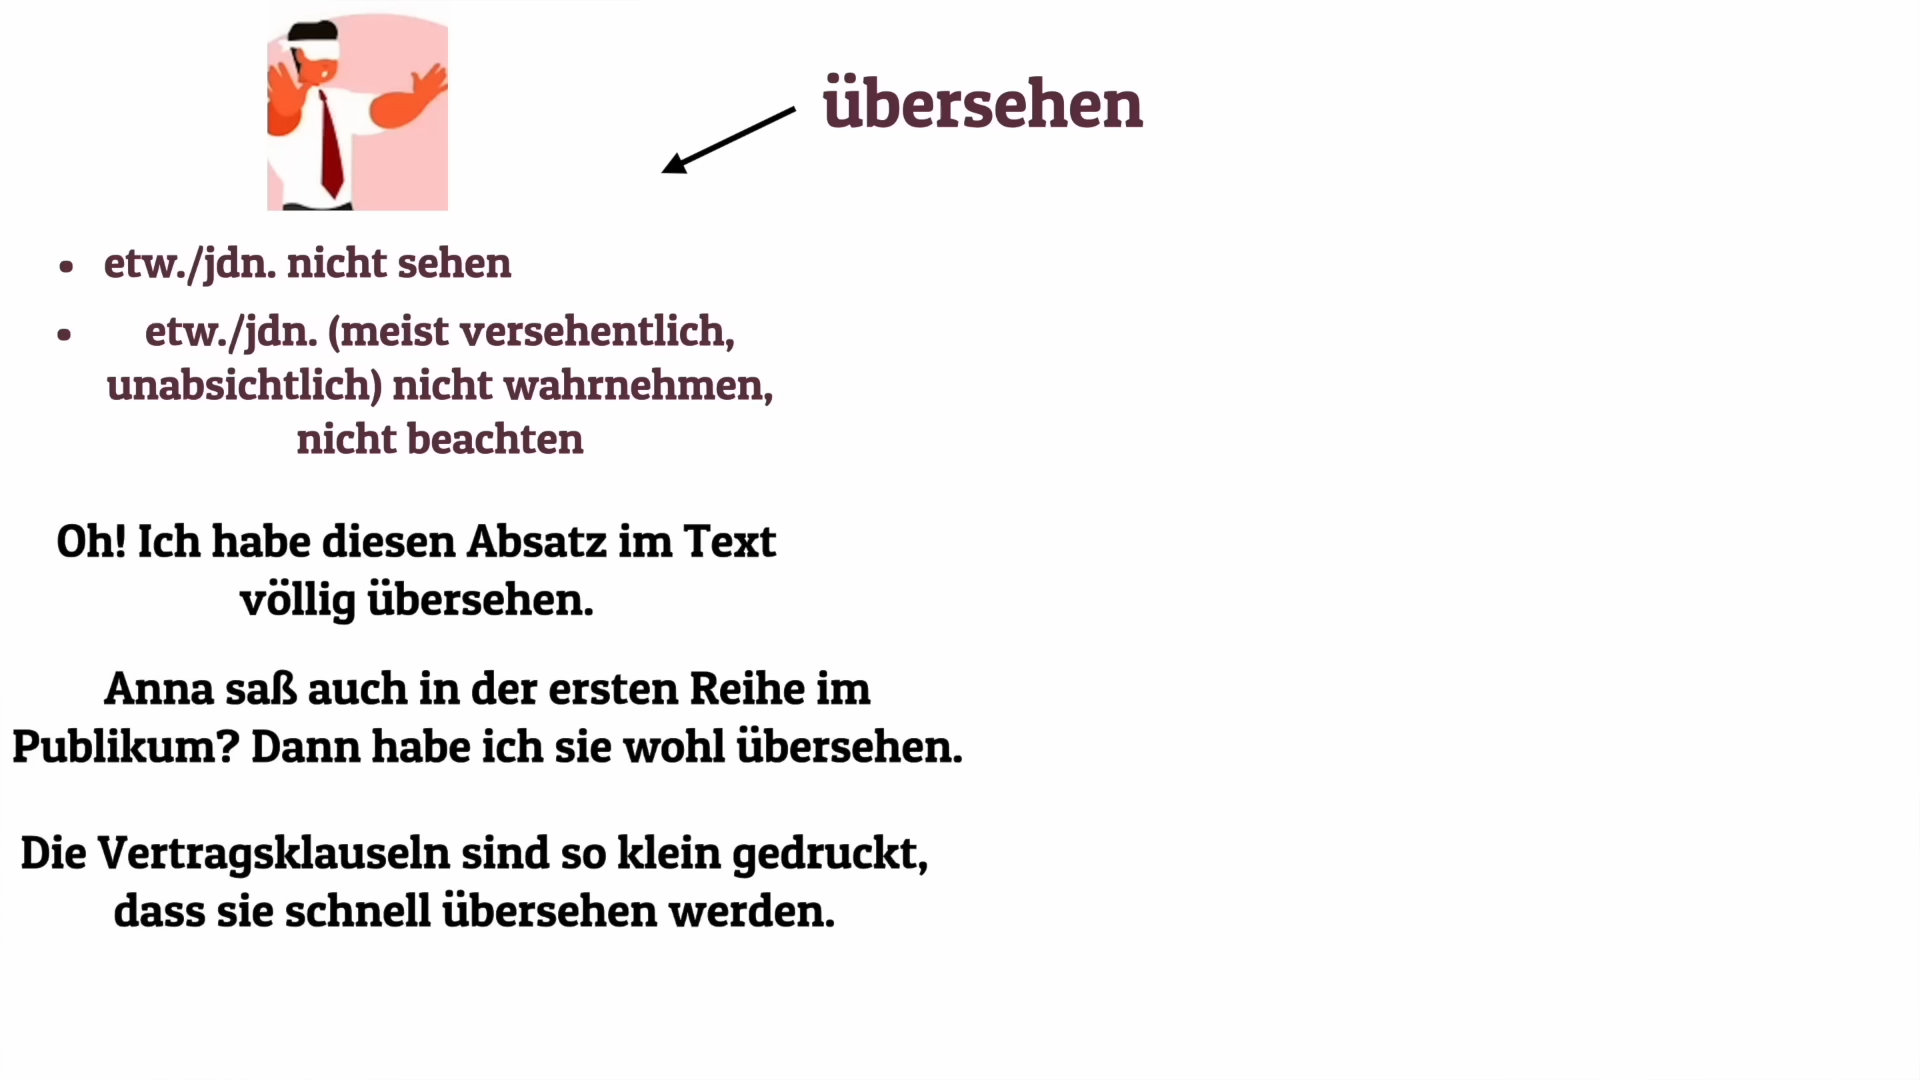 übersehen
• etw./jdn. nicht sehen
• etw./jdn. (meist versehentlich,
unabsichtlich) nicht wahrnehmen,
nicht beachten
Oh! Ich habe diesen Absatz im Text
völlig übersehen.
Anna saß auch in der ersten Reihe im
Publikum? Dann habe ich sie wohl übersehen.
Die Vertragsklauseln sind so klein gedruckt,
dass sie schnell übersehen werden.